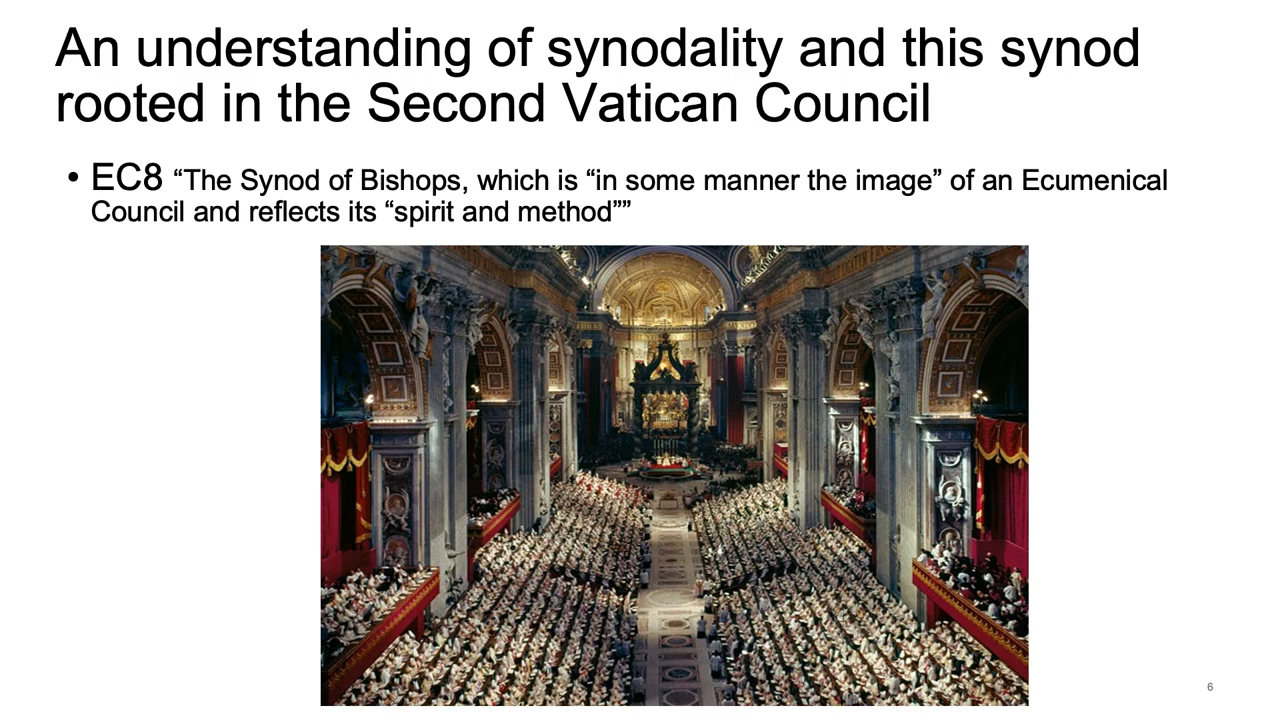 An understanding of synodality and this synod
rooted in the Second Vatican Council
• EC8 “The Synod of Bishops, which is “in some manner the image” of an Ecumenical
Council and reflects its “spirit and method””
6